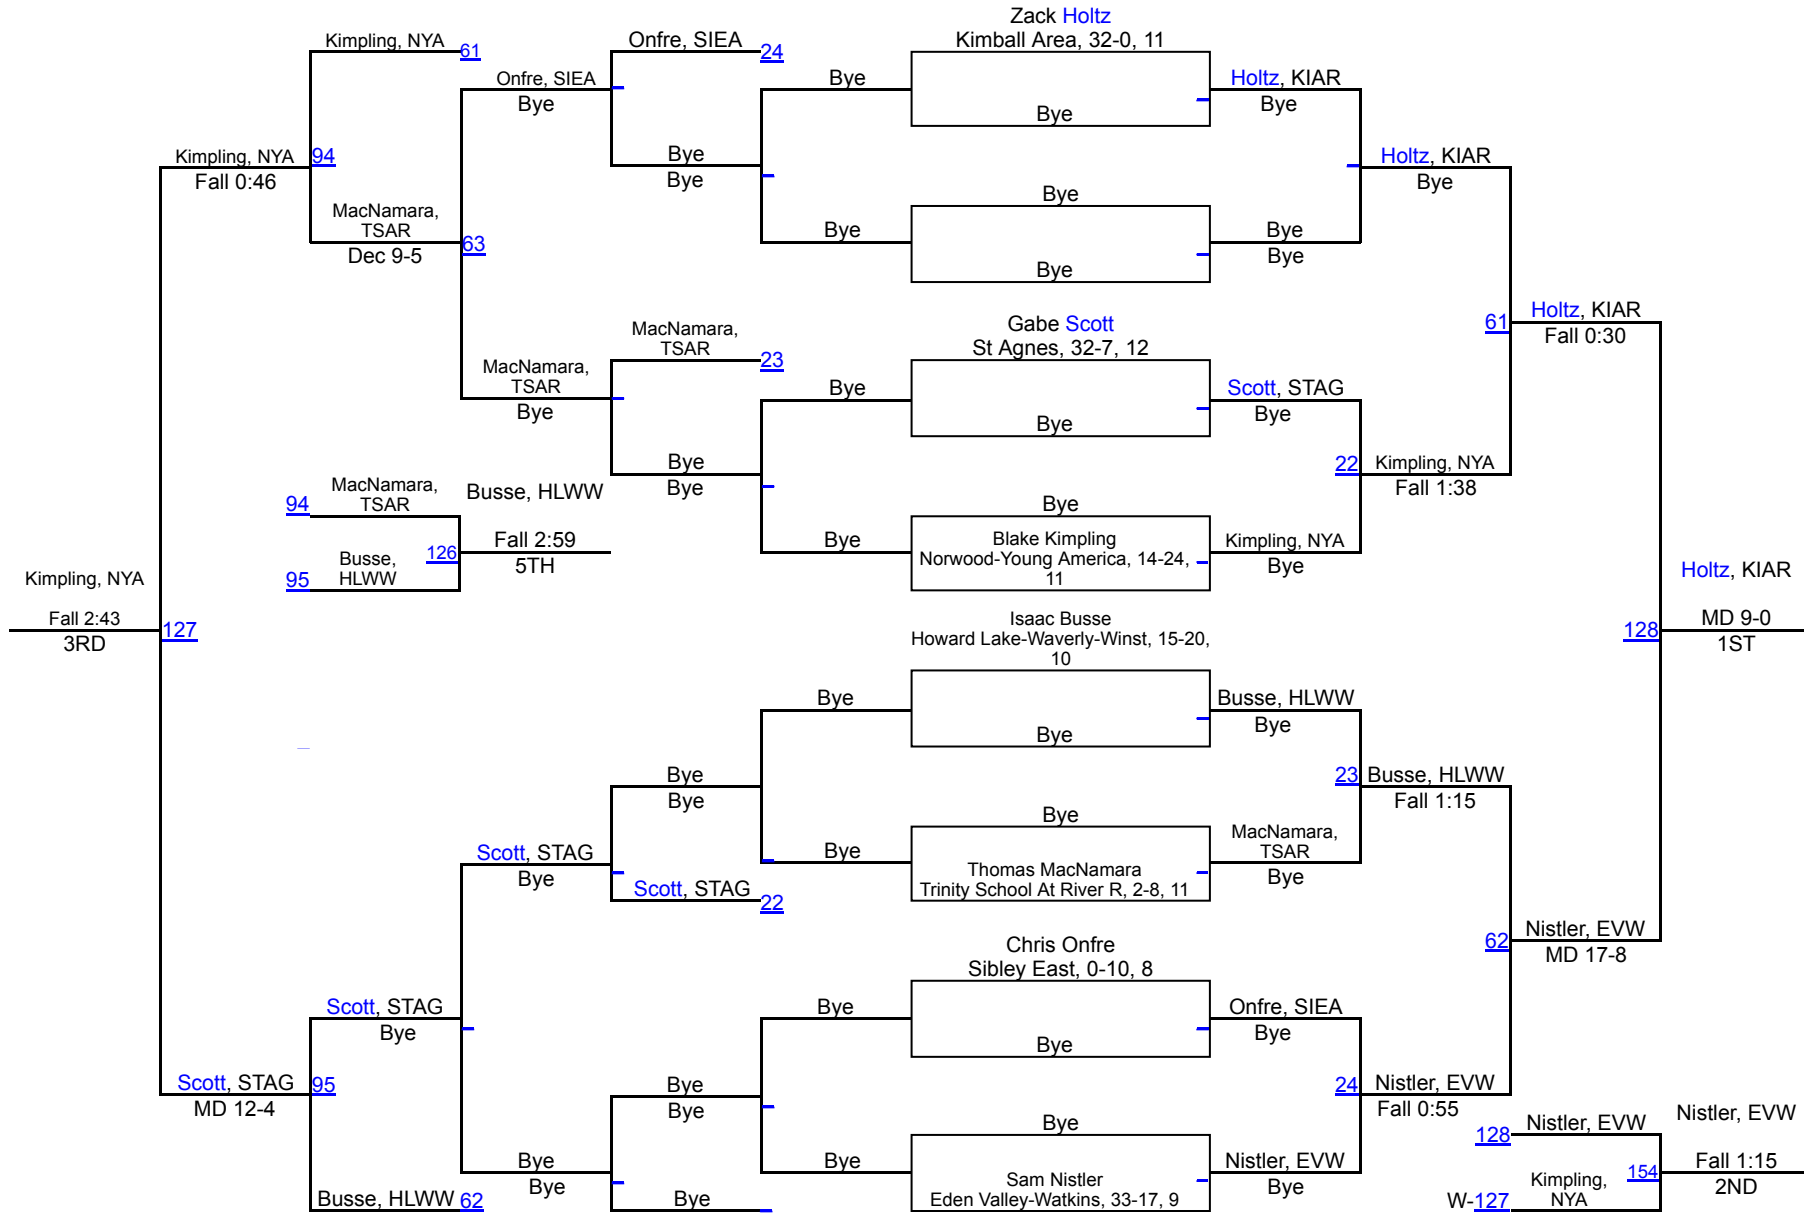 Zack Holtz
Kimball Area, 32-0, 11
Kimpling, NYA
61
Onfre, SIEA
24
Onfre, SIEA
Bye
Bye
Holtz, KIAR
Bye
Bye
Kimpling, NYA
94
Fall 0:46
Bye
Bye
Holtz, KIAR
Bye
Bye
MacNamara,
TSAR
63
Dec 9-5
Bye
Bye
Bye
Bye
Gabe Scott
St Agnes, 32-7, 12
61
Holtz, KIAR
Fall 0:30
MacNamara,
TSAR
23
MacNamara,
TSAR
Bye
Bye
Scott, STAG
Bye
Bye
Bye
Bye
22
Kimpling, NYA
Fall 1:38
94
MacNamara,
TSAR
Busse, HLWW
Bye
126
Fall 2:59
5TH
95
Busse,
HLWW
Bye
Blake Kimpling
Norwood-Young America, 14-24,
11
Kimpling, NYA
Bye
Kimpling, NYA
Fall 2:43
3RD
127
Holtz, KIAR
128
MD 9-0
1ST
Isaac Busse
Howard Lake-Waverly-Winst, 15-20,
10
Bye
Bye
Busse, HLWW
Bye
Bye
Bye
23
Busse, HLWW
Fall 1:15
Bye
Scott, STAG
Bye
Bye
Thomas MacNamara
Trinity School At River R, 2-8, 11
MacNamara,
TSAR
Bye
Scott, STAG
22
62
Nistler, EVW
MD 17-8
Chris Onfre
Sibley East, 0-10, 8
Scott, STAG
Bye
Bye
Bye
Onfre, SIEA
Bye
Scott, STAG
95
MD 12-4
Bye
Bye
24
Nistler, EVW
Fall 0:55
Bye
Bye
Bye
Bye
Sam Nistler
Eden Valley-Watkins, 33-17, 9
Nistler, EVW
Bye
Busse, HLWW
62
Bye
128
Nistler, EVW
Nistler, EVW
154
Fall 1:15
2ND
W-127
Kimpling,
NYA